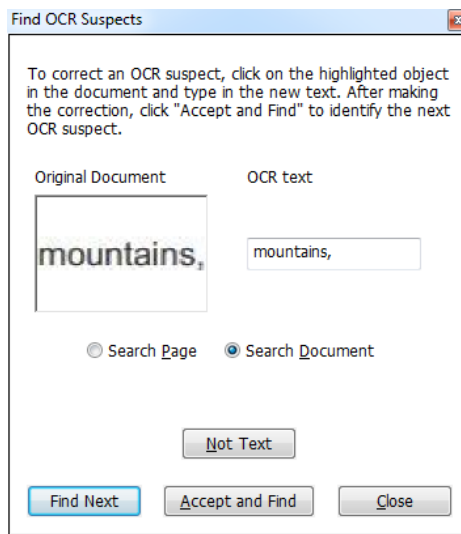 Find OCR Suspects
To correct an OCR suspect, click on the highlighted object
in the document and type in the new text. After making
the correction, click "Accept and Find" to identify the next
OCR suspect.
Original Document OCR text
mountains, mountains,
Search Page Search Document
Not Text
Find Next Accept and Find Close